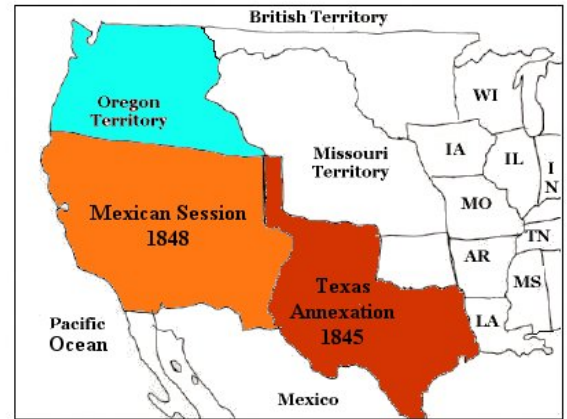 British Territory
Oregon
Territory
WI
Missouri
Territory
IA
IL
I
N
Mexican Session
1848
MO
TN
AR
MS
Texas
Annexation
1845
LA
Pacific
Ocean
Mexico